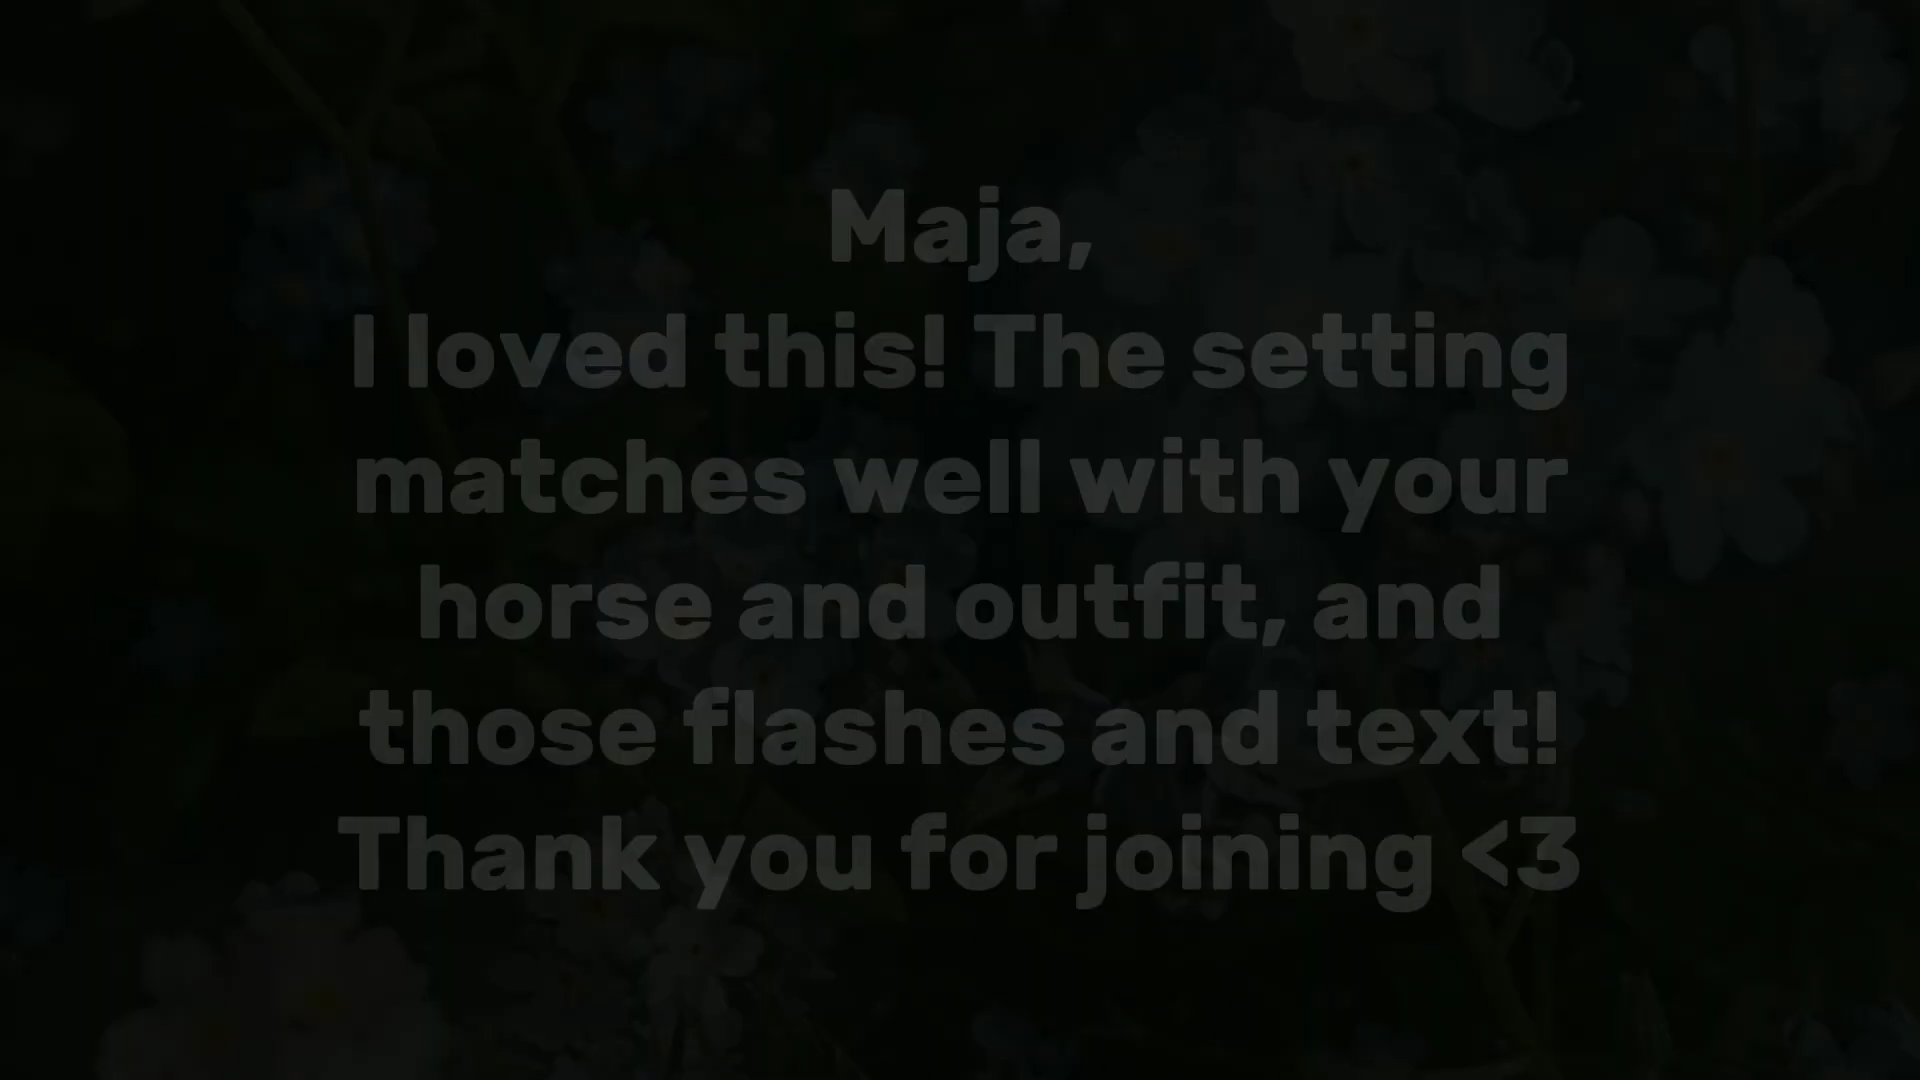 Maja,
I loved this! The setting
matches well with your
horse and outfit, and
those flashes and text!
Thank you for joining <3